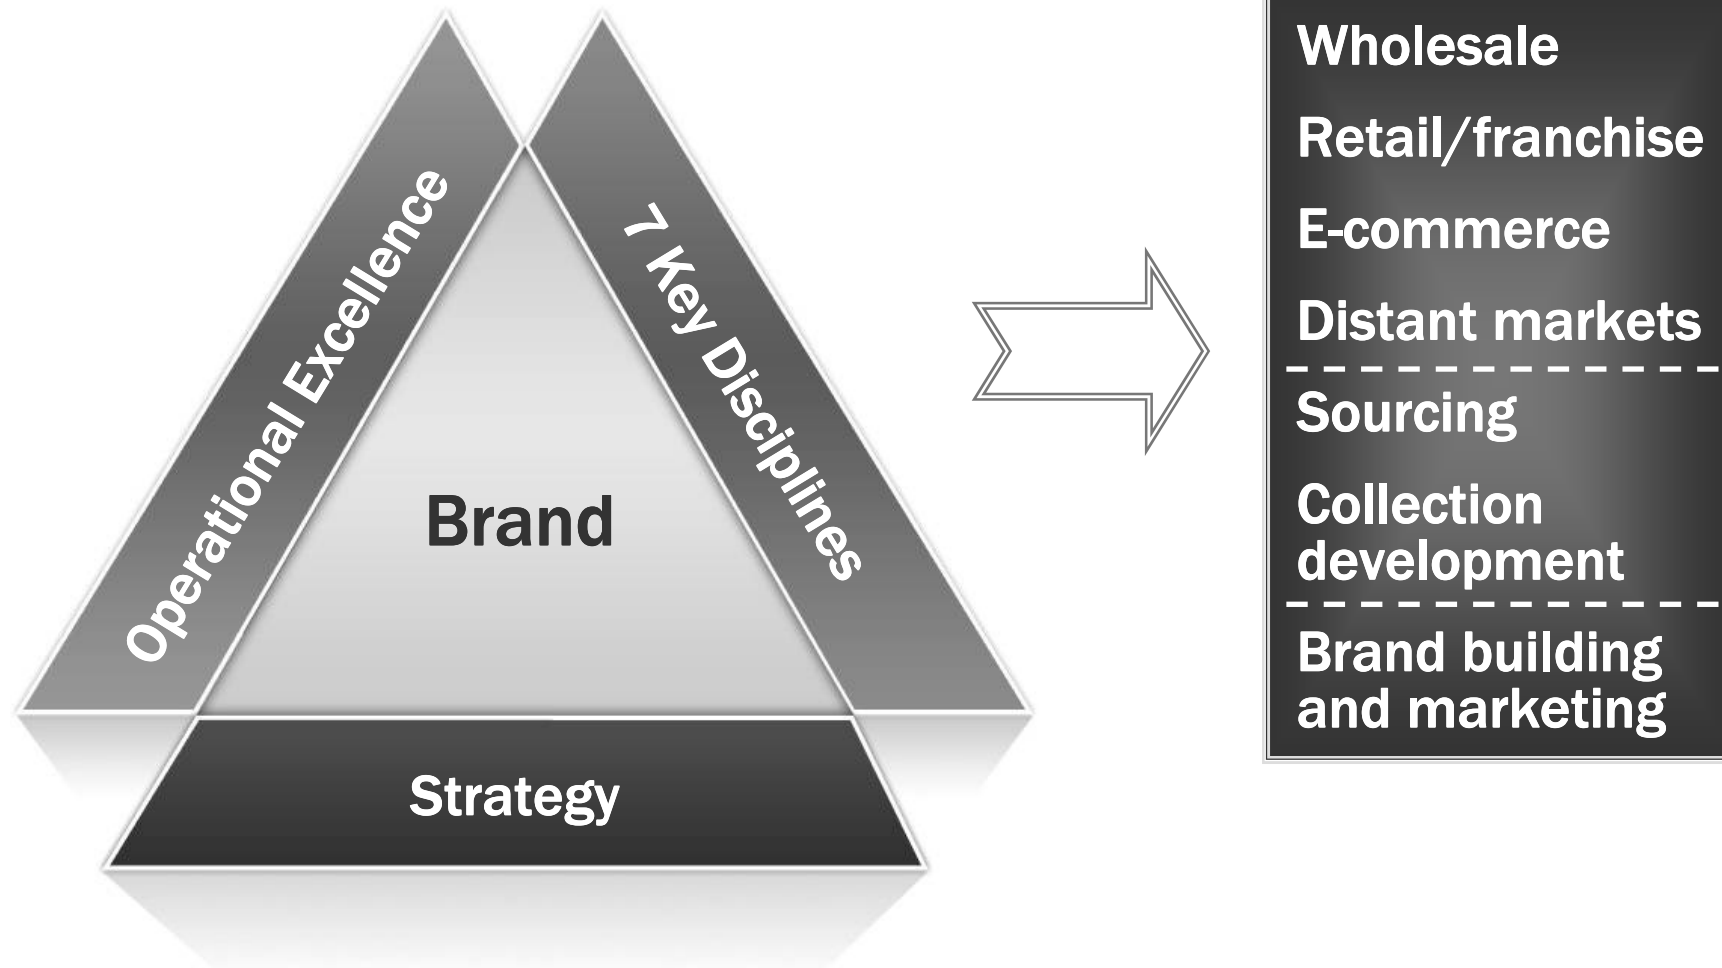 Operational Excellence
7 Key Disciplines
Brand
Strategy
Wholesale
Retail/franchise
E-commerce
Distant markets
Sourcing
Collection
development
Brand building
and marketing